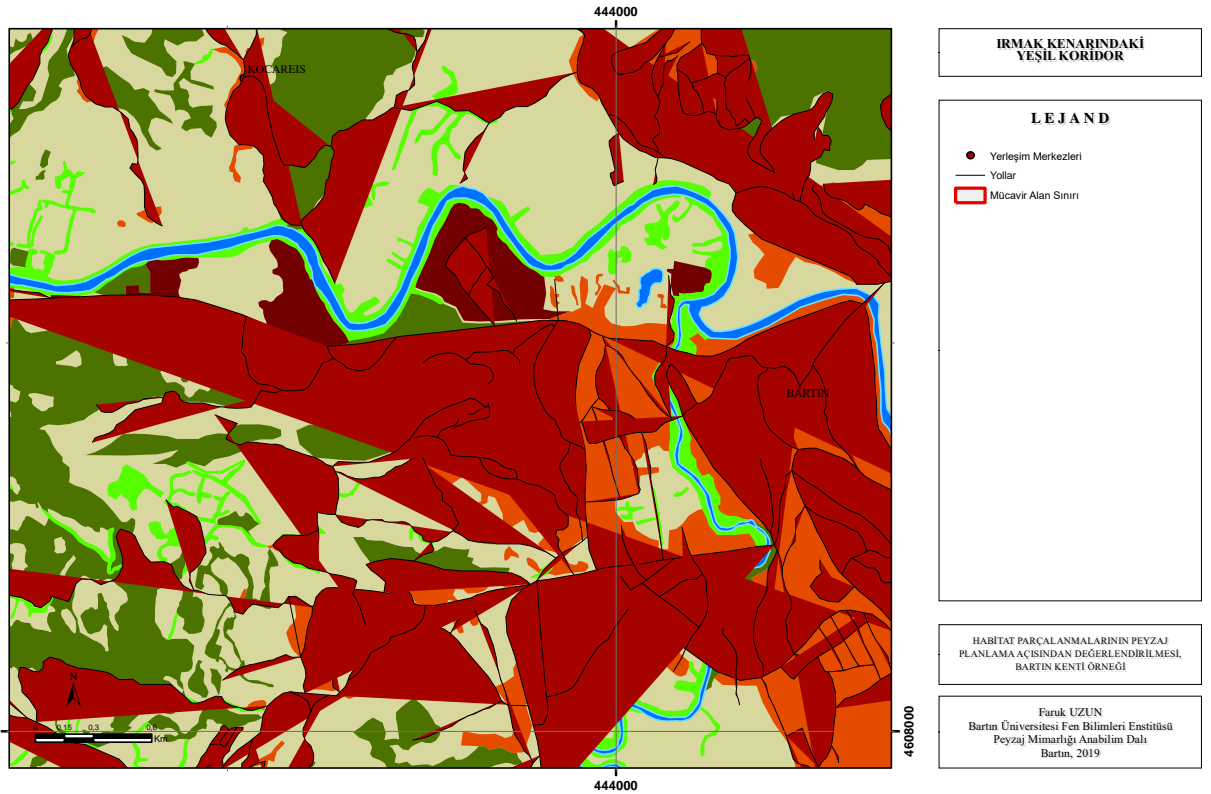 444000
KOCAREIS
BARTIN
N
0 0,15 0,3 0,6
Km
444000
4608000
IRMAK KENARINDAKİ
YEŞİL KORİDOR
L E J A N D
Yerleşim Merkezleri
Yollar
Mücavir Alan Sınırı
HABİTAT PARÇALANMALARININ PEYZAJ
PLANLAMA AÇISINDAN DEĞERLENDİRİLMESİ,
BARTIN KENTİ ÖRNEĞİ
Faruk UZUN
Bartın Üniversitesi Fen Bilimleri Enstitüsü
Peyzaj Mimarlığı Anabilim Dalı
Bartın, 2019